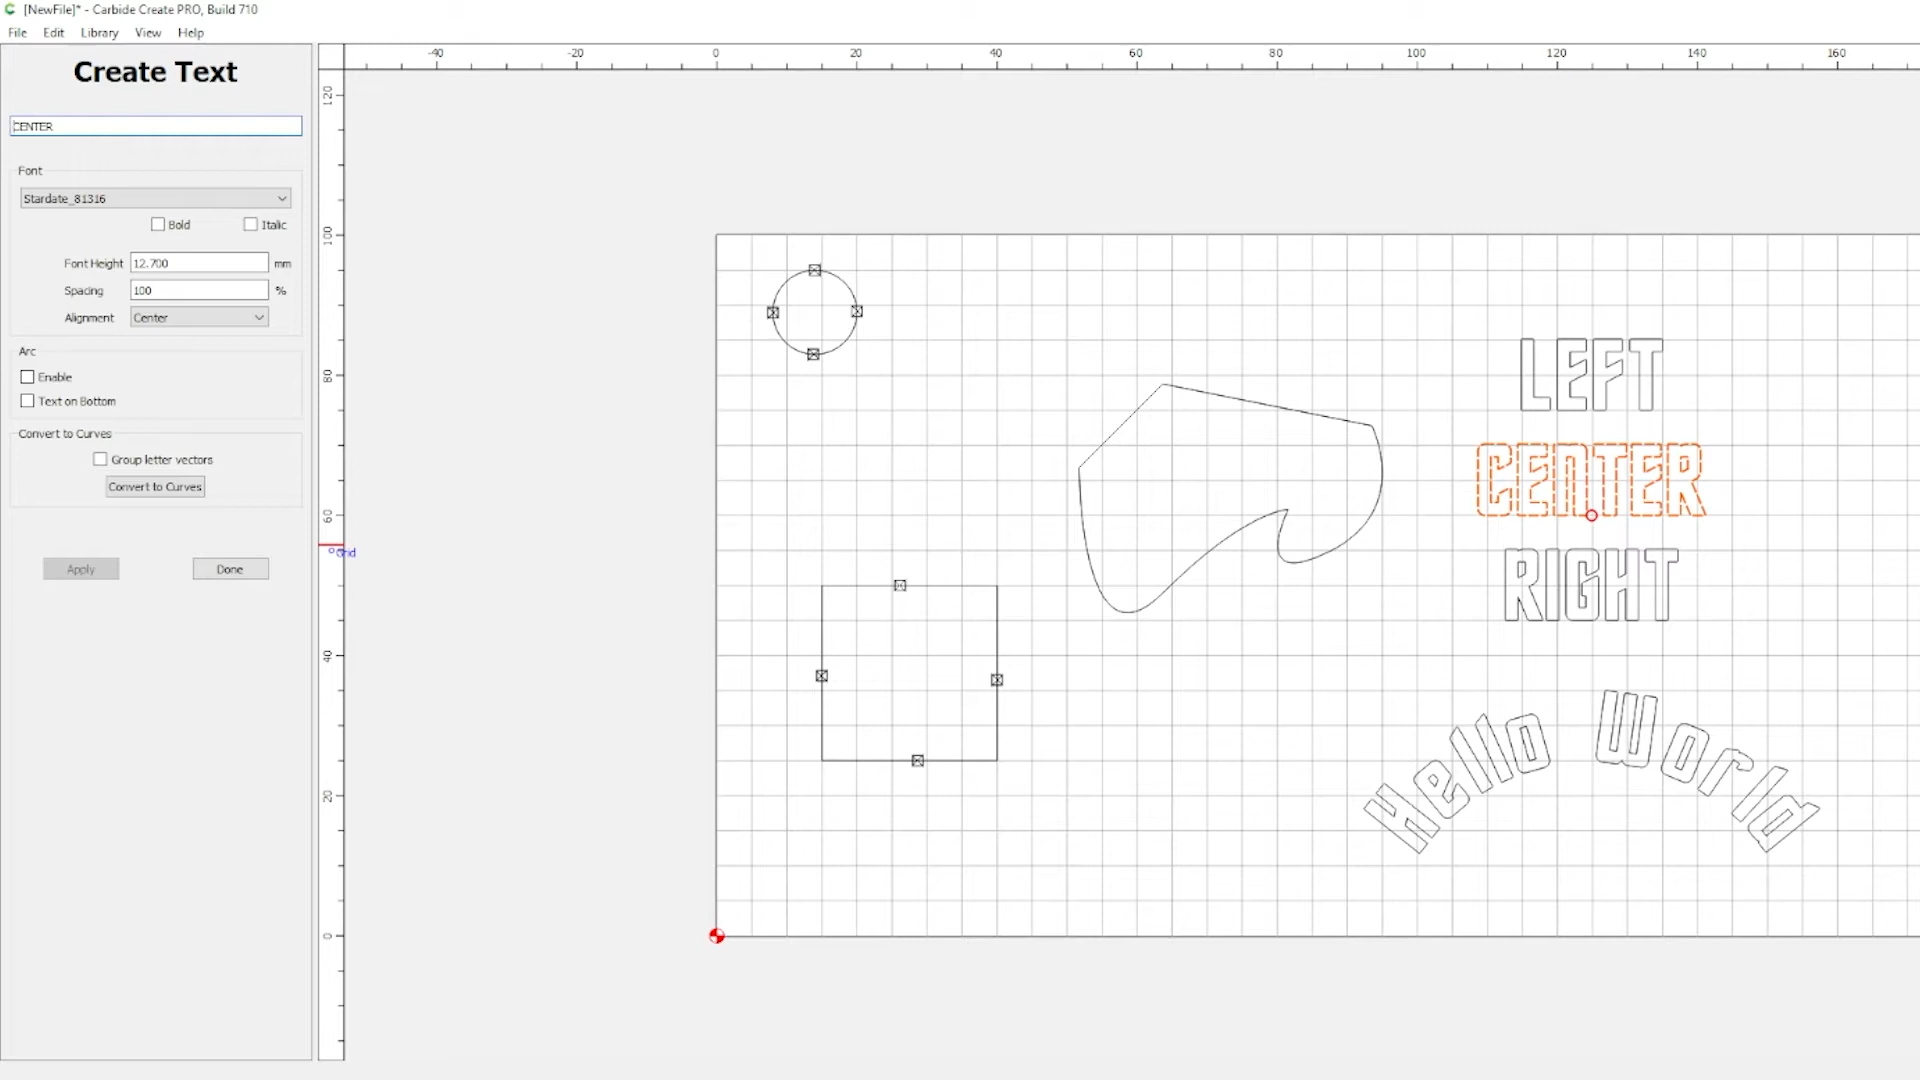 [NewFile]* - Carbide Create PRO, Build 710
File Edit Library View Help
Create Text
CENTER
Font
Stardate_81316
Bold Italic
Font Height 12.700 mm
Spacing 100 %
Alignment Center
Arc
Enable
Text on Bottom
Convert to Curves
Group letter vectors
Convert to Curves
Apply Done
-40 -20 0 20 40 60 80 100 120 140 160
120
100
80
60
Grid
40
20
0
LEFT
CENTER
RIGHT
Hello World